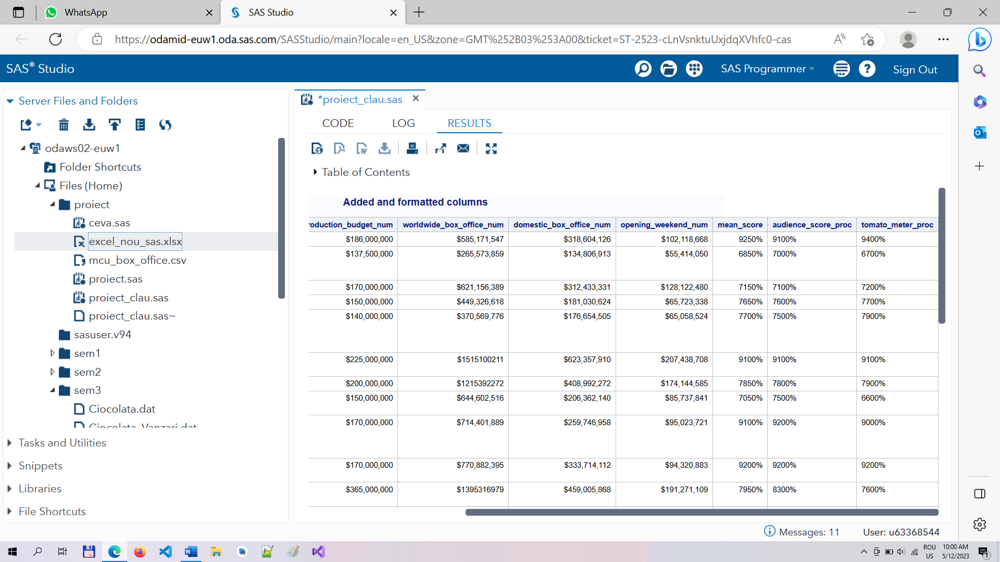 WhatsApp
SAS Studio
https://odamid-euw1.oda.sas.com/SASStudio/main?locale=en_US&zone=GMT%252B03%253A00&ticket=ST-2523-cLnVsnktuUxjdqXVhfc0-cas
SAS® Studio
SAS Programmer
Sign Out
Server Files and Folders
odaws02-euw1
Folder Shortcuts
Files (Home)
proiect
ceva.sas
excel_nou_sas.xlsx
mcu_box_office.csv
proiect.sas
proiect_clau.sas
proiect_clau.sas~
sasuser.v94
sem1
sem2
sem3
Ciocolata.dat
Ciocolata_Vanzari.dat
Tasks and Utilities
Snippets
Libraries
File Shortcuts
*proiect_clau.sas
CODE LOG RESULTS
Table of Contents
Added and formatted columns
roduction_budget_num worldwide_box_office_num domestic_box_office_num opening_weekend_num mean_score audience_score_proc tomato_meter_proc
$186,000,000 $585,171,547 $318,604,126 $102,118,668 9250% 9100% 9400%
$137,500,000 $265,573,859 $134,806,913 $55,414,050 6850% 7000% 6700%
$170,000,000 $621,156,389 $312,433,331 $128,122,480 7150% 7100% 7200%
$150,000,000 $449,326,618 $181,030,624 $65,723,338 7650% 7600% 7700%
$140,000,000 $370,569,776 $176,654,505 $65,058,524 7700% 7500% 7900%
$225,000,000 $1515100211 $623,357,910 $207,438,708 9100% 9100% 9100%
$200,000,000 $1215392272 $408,992,272 $174,144,585 7850% 7800% 7900%
$150,000,000 $644,602,516 $206,362,140 $85,737,841 7050% 7500% 6600%
$170,000,000 $714,401,889 $259,746,958 $95,023,721 9100% 9200% 9000%
$170,000,000 $770,882,395 $333,714,112 $94,320,883 9200% 9200% 9200%
$365,000,000 $1395316979 $459,005,868 $191,271,109 7950% 8300% 7600%
Messages: 11
User: u63368544
ROU
US
10:00 AM
5/12/2023
1